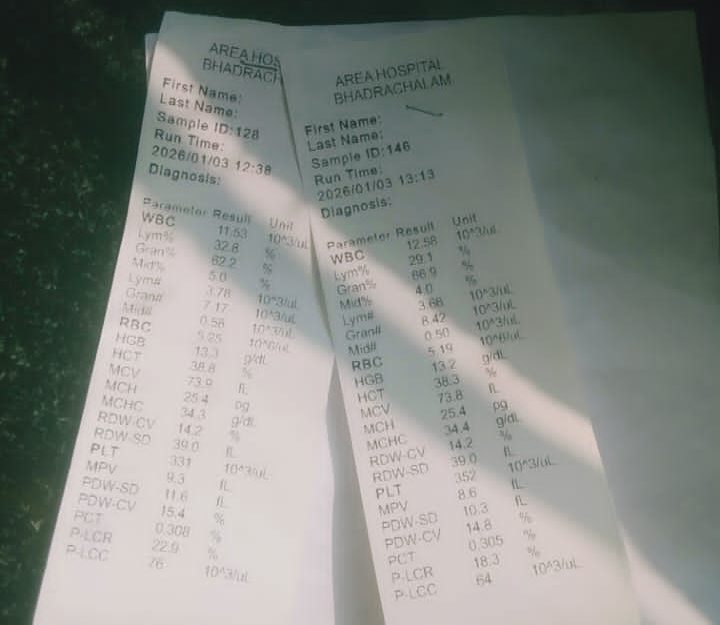 AREA HOS
BHADRACH
First Name:
Last Name:
Sample ID:128
Run Time:
2026/01/03 12:38
Diagnosis:
Parameter Result Unit
WBC 11.53 10^3/uL
Lym% 32.8 %
Gran% 62.2 %
Mid% 5.0 %
Lym# 3.78 10^3/uL
Gran# 7.17 10^3/uL
Mid# 0.58 10^3/uL
RBC 5.25 10^6/uL
HGB 13.3 g/dL
HCT 38.8 %
MCV 73.9 fL
MCH 25.4 pg
MCHC 34.3 g/dL
RDW-CV 14.2 %
RDW-SD 39.0 fL
PLT 331 10^3/uL
MPV 9.3 fL
PDW-SD 11.6 fL
PDW-CV 15.4 %
PCT 0.308 %
P-LCR 22.9 %
P-LCC 76 10^3/uL
AREA HOSPITAL
BHADRACHALAM
First Name:
Last Name:
Sample ID:146
Run Time:
2026/01/03 13:13
Diagnosis:
Parameter Result Unit
WBC 12.58 10^3/uL
Lym% 29.1 %
Gran% 66.9 %
Mid% 4.0 %
Lym# 3.66 10^3/uL
Gran# 8.42 10^3/uL
Mid# 0.50 10^3/uL
RBC 5.19 10^6/uL
HGB 13.2 g/dL
HCT 38.3 %
MCV 73.8 fL
MCH 25.4 pg
MCHC 34.4 g/dL
RDW-CV 14.2 %
RDW-SD 39.0 fL
PLT 352 10^3/uL
MPV 8.6 fL
PDW-SD 10.3 fL
PDW-CV 14.8 %
PCT 0.305 %
P-LCR 18.3 %
P-LCC 64 10^3/uL